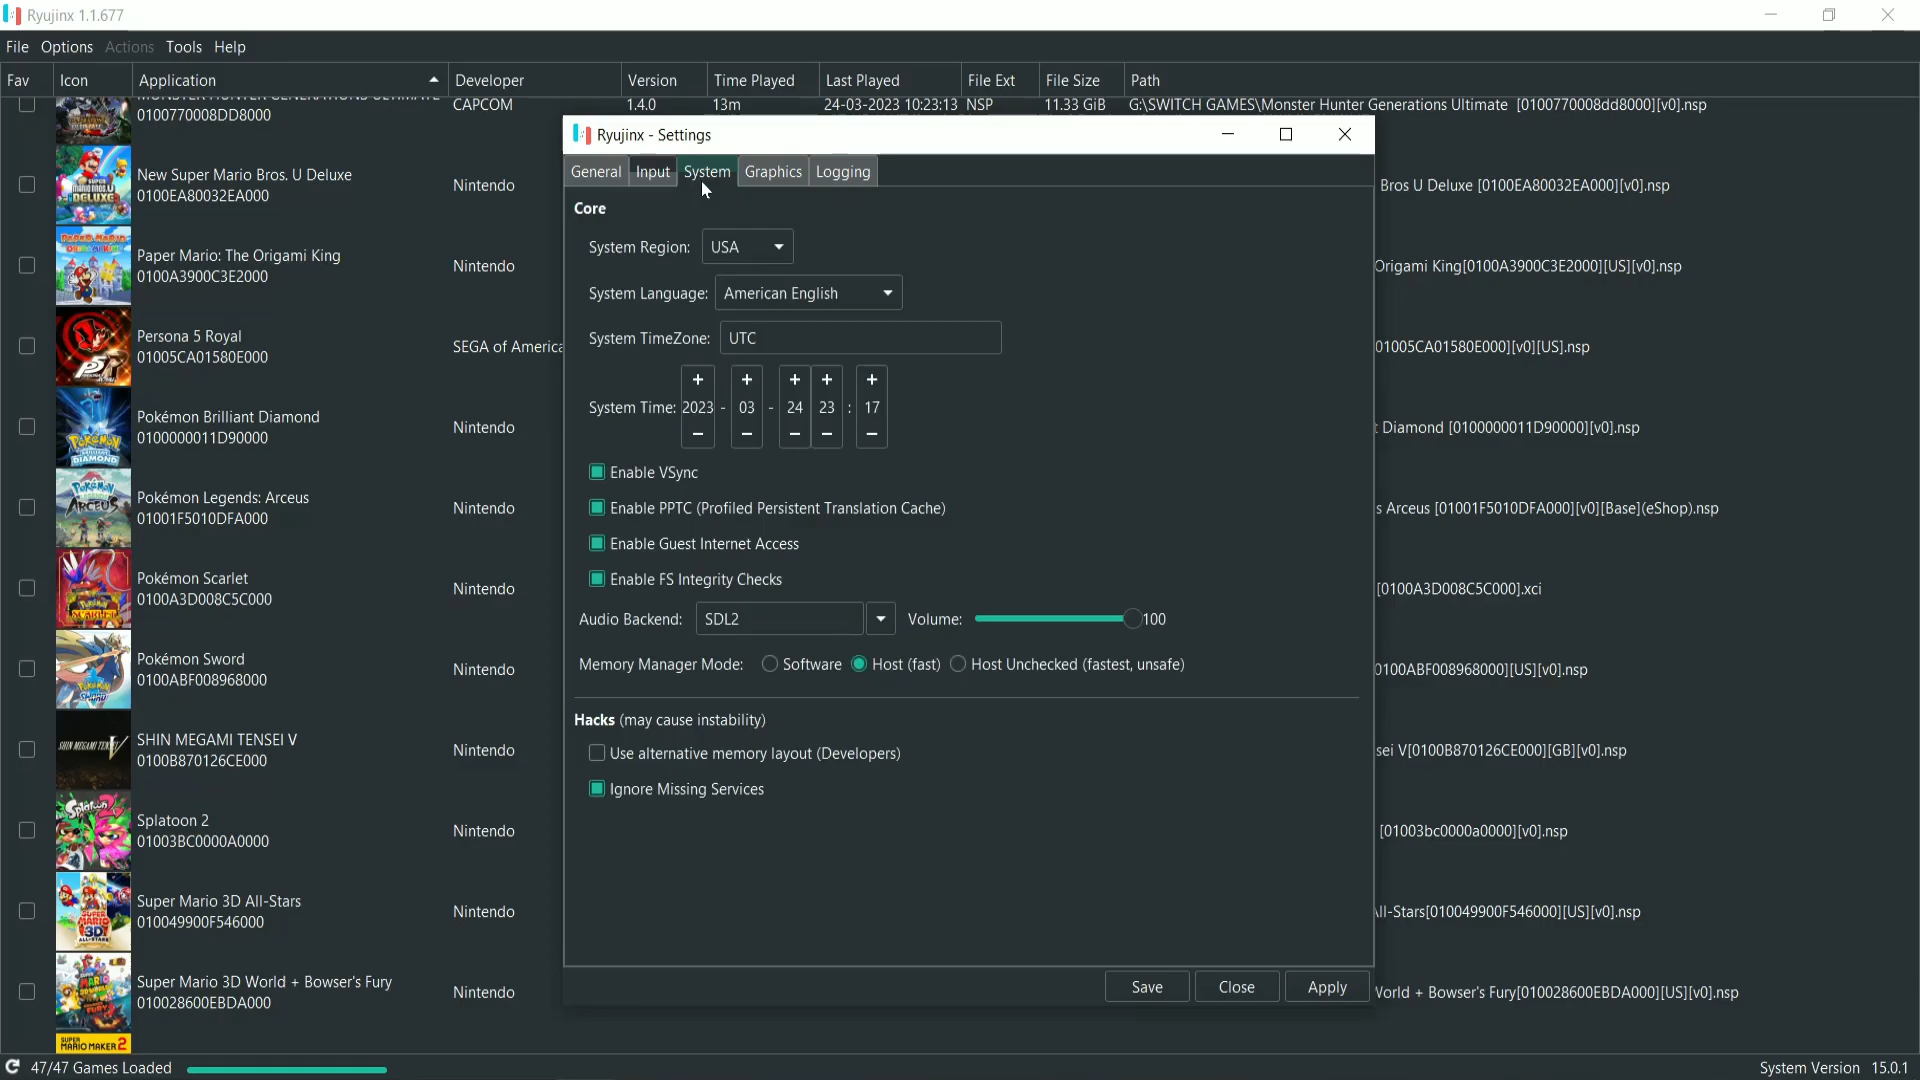 Ryujinx 1.1.677
File Options Actions Tools Help
Fav Icon Application Developer Version Time Played Last Played File Ext File Size Path
MONSTER HUNTER GENERATIONS ULTIMATE
0100770008DD8000
CAPCOM 1.4.0 13m 24-03-2023 10:23:13 NSP 11.33 GiB G:\SWITCH GAMES\Monster Hunter Generations Ultimate [0100770008dd8000][v0].nsp
New Super Mario Bros. U Deluxe
0100EA80032EA000
Nintendo
Bros U Deluxe [0100EA80032EA000][v0].nsp
Paper Mario: The Origami King
0100A3900C3E2000
Nintendo
Origami King[0100A3900C3E2000][US][v0].nsp
Persona 5 Royal
01005CA01580E000
SEGA of America
01005CA01580E000][v0][US].nsp
Pokémon Brilliant Diamond
0100000011D90000
Nintendo
t Diamond [0100000011D90000][v0].nsp
Pokémon Legends: Arceus
01001F5010DFA000
Nintendo
s Arceus [01001F5010DFA000][v0][Base](eShop).nsp
Pokémon Scarlet
0100A3D008C5C000
Nintendo
[0100A3D008C5C000].xci
Pokémon Sword
0100ABF008968000
Nintendo
0100ABF008968000][US][v0].nsp
SHIN MEGAMI TENSEI V
0100B870126CE000
Nintendo
sei V[0100B870126CE000][GB][v0].nsp
Splatoon 2
01003BC0000A0000
Nintendo
[01003bc0000a0000][v0].nsp
Super Mario 3D All-Stars
010049900F546000
Nintendo
All-Stars[010049900F546000][US][v0].nsp
Super Mario 3D World + Bowser's Fury
010028600EBDA000
Nintendo
World + Bowser's Fury[010028600EBDA000][US][v0].nsp
SUPER
MARIO MAKER 2
Ryujinx - Settings
General Input System Graphics Logging
Core
System Region: USA
System Language: American English
System TimeZone: UTC
+ + + + +
System Time: 2023 - 03 - 24 23 : 17
− − − − −
Enable VSync
Enable PPTC (Profiled Persistent Translation Cache)
Enable Guest Internet Access
Enable FS Integrity Checks
Audio Backend: SDL2 Volume: 100
Memory Manager Mode: Software Host (fast) Host Unchecked (fastest, unsafe)
Hacks (may cause instability)
Use alternative memory layout (Developers)
Ignore Missing Services
Save Close Apply
47/47 Games Loaded
System Version 15.0.1